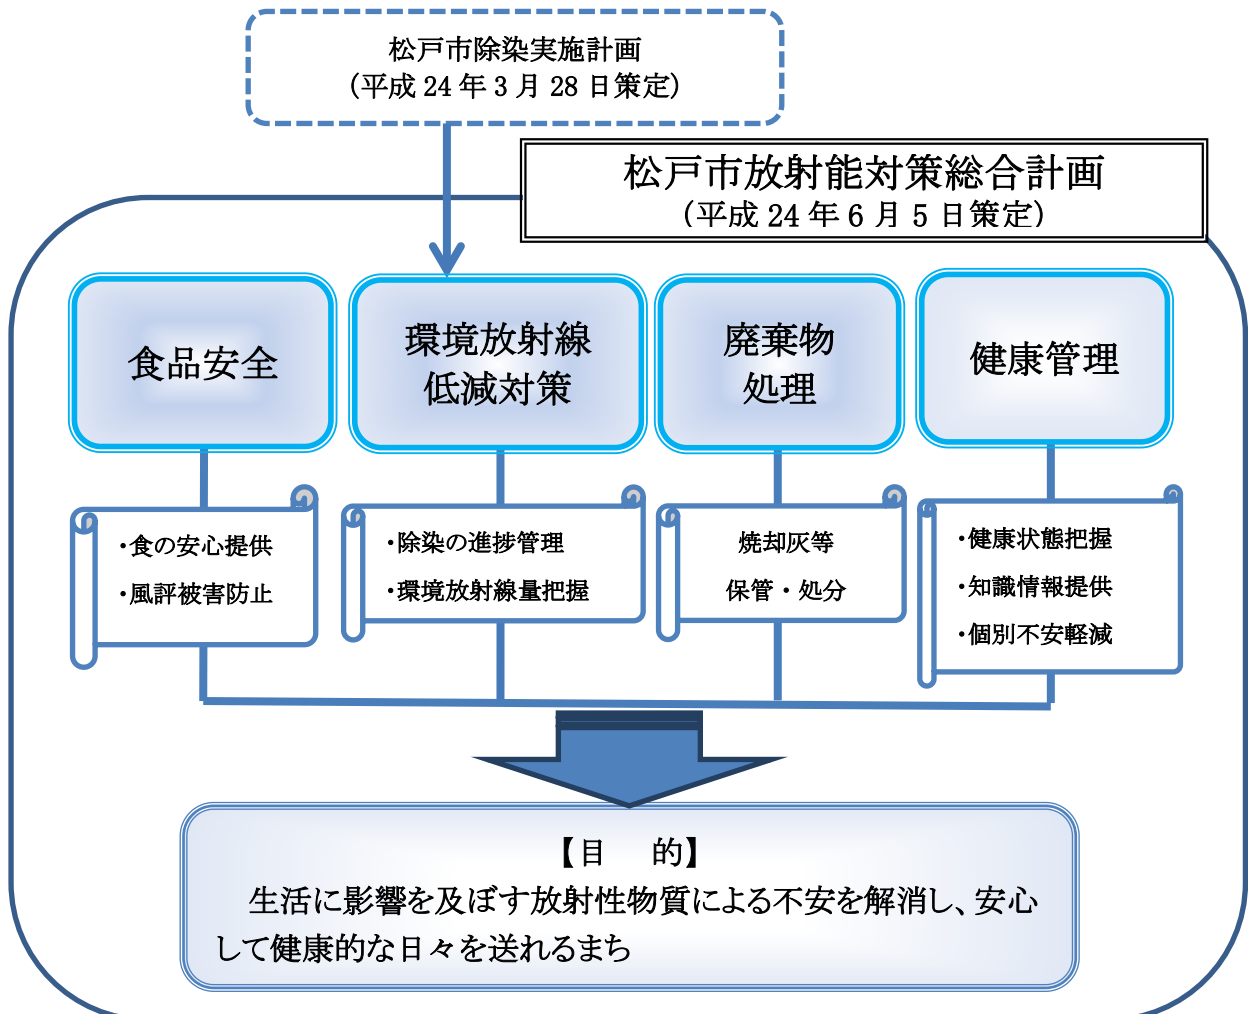 松戸市除染実施計画
（平成 24 年 3 月 28 日策定）
松戸市放射能対策総合計画
（平成 24 年 6 月 5 日策定）
食品安全
環境放射線
低減対策
廃棄物
処理
健康管理
・食の安心提供
・風評被害防止
・除染の進捗管理
・環境放射線量把握
焼却灰等
保管・処分
・健康状態把握
・知識情報提供
・個別不安軽減
【目　的】
生活に影響を及ぼす放射性物質による不安を解消し、安心
して健康的な日々を送れるまち